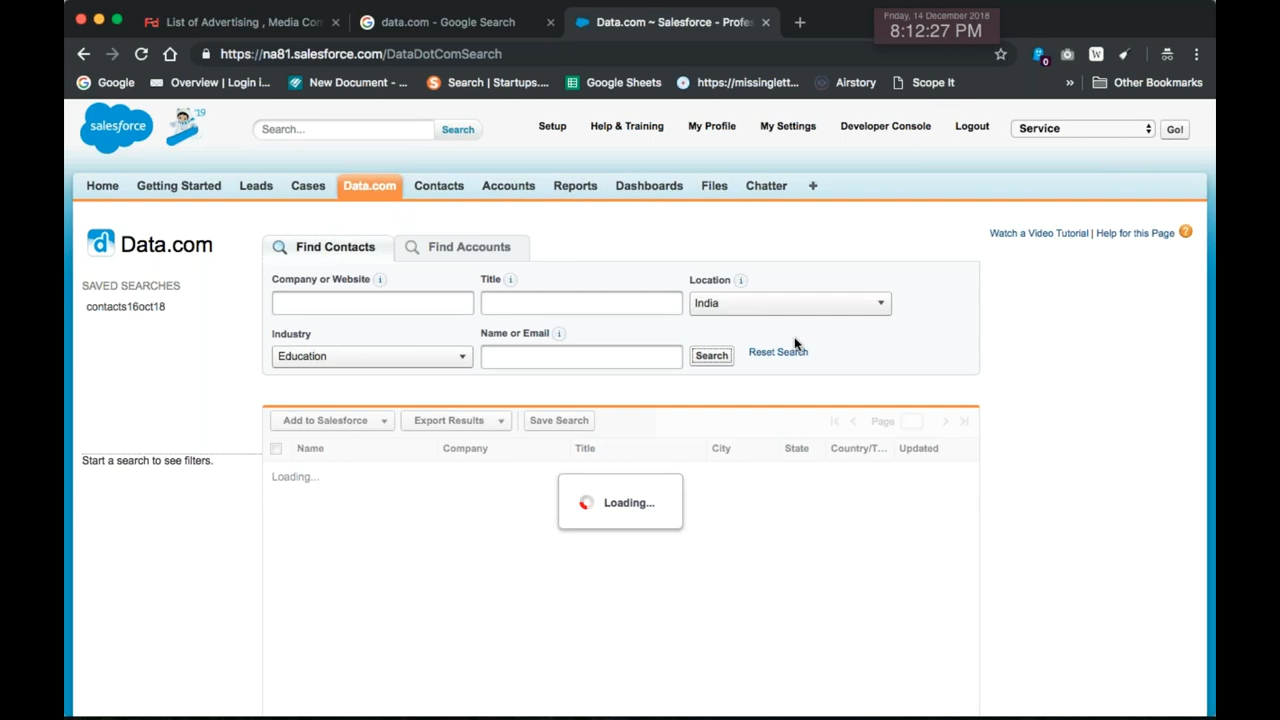 List of Advertising , Media Con
data.com - Google Search
Data.com ~ Salesforce - Profes
Friday, 14 December 2018
8:12:27 PM
https://na81.salesforce.com/DataDotComSearch
0
W
Google
Overview | Login i...
New Document - ...
Search | Startups....
Google Sheets
https://missinglett...
Airstory
Scope It
»
Other Bookmarks
salesforce
'19
Search...
Search
Setup
Help & Training
My Profile
My Settings
Developer Console
Logout
Service
Go!
Home
Getting Started
Leads
Cases
Data.com
Contacts
Accounts
Reports
Dashboards
Files
Chatter
+
Data.com
Find Contacts
Find Accounts
Watch a Video Tutorial | Help for this Page
SAVED SEARCHES
contacts16oct18
Company or Website
Title
Location
India
Industry
Name or Email
Education
Search
Reset Search
Add to Salesforce
Export Results
Save Search
Page
Name
Company
Title
City
State
Country/T...
Updated
Start a search to see filters.
Loading...
Loading...